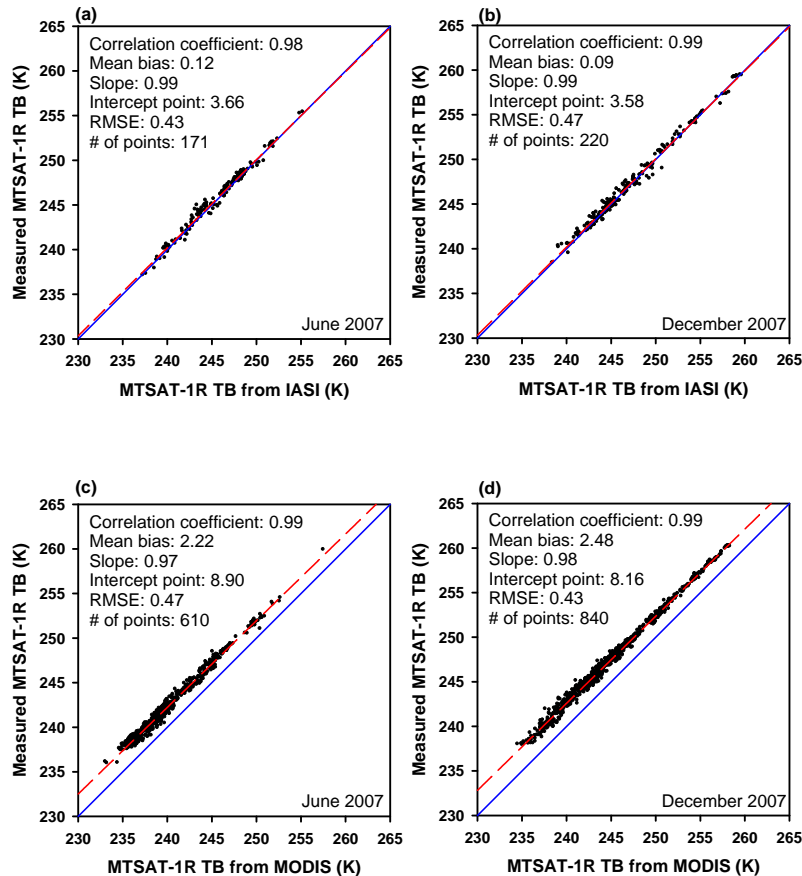 (a)
265
260
255
250
245
240
235
230
Measured MTSAT-1R TB (K)
Correlation coefficient: 0.98
Mean bias: 0.12
Slope: 0.99
Intercept point: 3.66
RMSE: 0.43
# of points: 171
June 2007
230 235 240 245 250 255 260 265
MTSAT-1R TB from IASI (K)
(b)
265
260
255
250
245
240
235
230
Measured MTSAT-1R TB (K)
Correlation coefficient: 0.99
Mean bias: 0.09
Slope: 0.99
Intercept point: 3.58
RMSE: 0.47
# of points: 220
December 2007
230 235 240 245 250 255 260 265
MTSAT-1R TB from IASI (K)
(c)
265
260
255
250
245
240
235
230
Measured MTSAT-1R TB (K)
Correlation coefficient: 0.99
Mean bias: 2.22
Slope: 0.97
Intercept point: 8.90
RMSE: 0.47
# of points: 610
June 2007
230 235 240 245 250 255 260 265
MTSAT-1R TB from MODIS (K)
(d)
265
260
255
250
245
240
235
230
Measured MTSAT-1R TB (K)
Correlation coefficient: 0.99
Mean bias: 2.48
Slope: 0.98
Intercept point: 8.16
RMSE: 0.43
# of points: 840
December 2007
230 235 240 245 250 255 260 265
MTSAT-1R TB from MODIS (K)